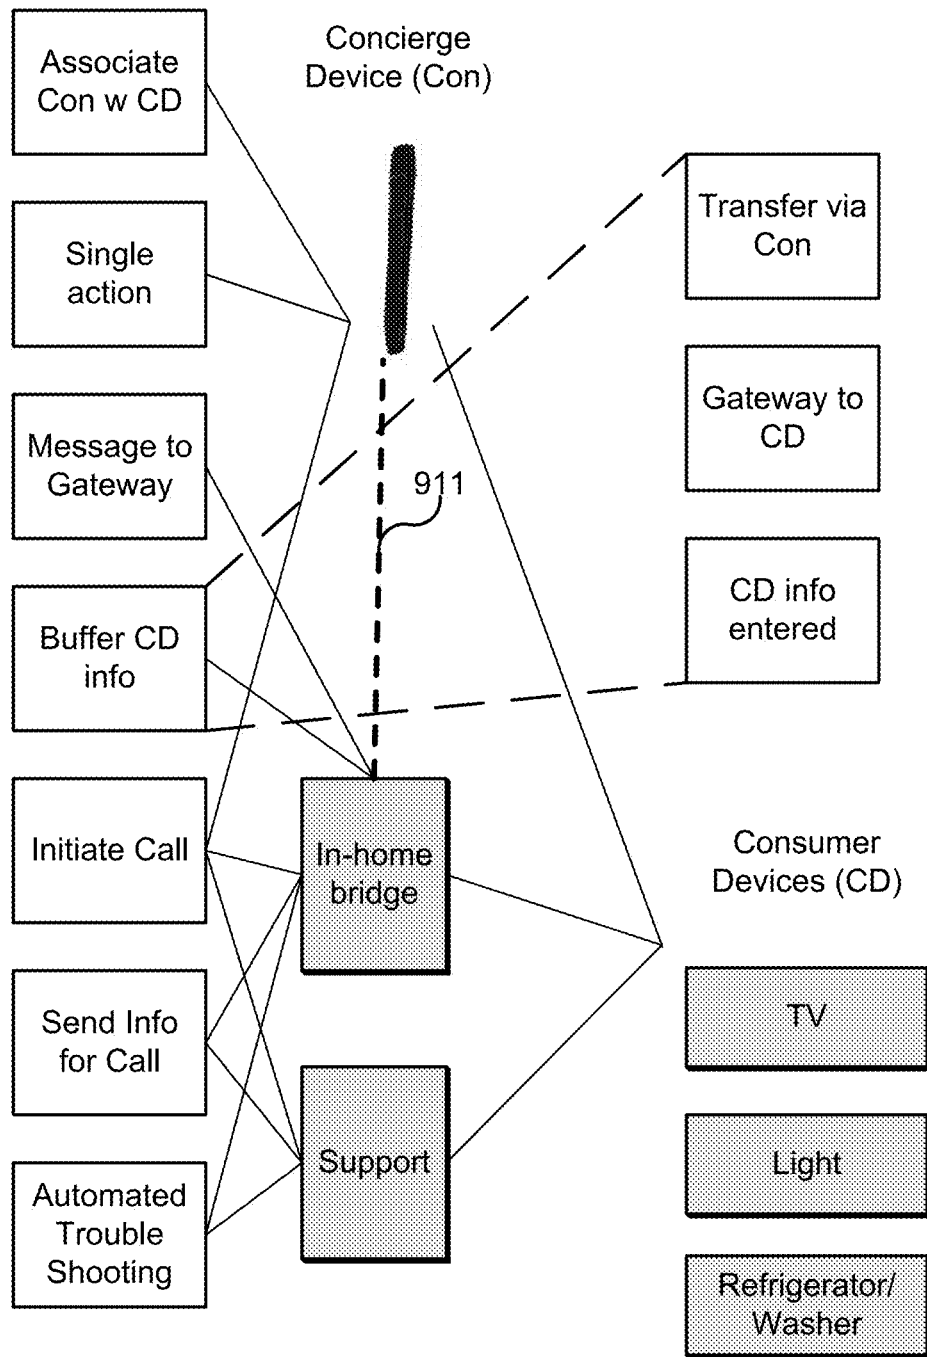 Associate
Con w CD
Single
action
Message to
Gateway
Buffer CD
info
Initiate Call
Send Info
for Call
Automated
Trouble
Shooting
Concierge
Device (Con)
911
In-home
bridge
Support
Transfer via
Con
Gateway to
CD
CD info
entered
Consumer
Devices (CD)
TV
Light
Refrigerator/
Washer